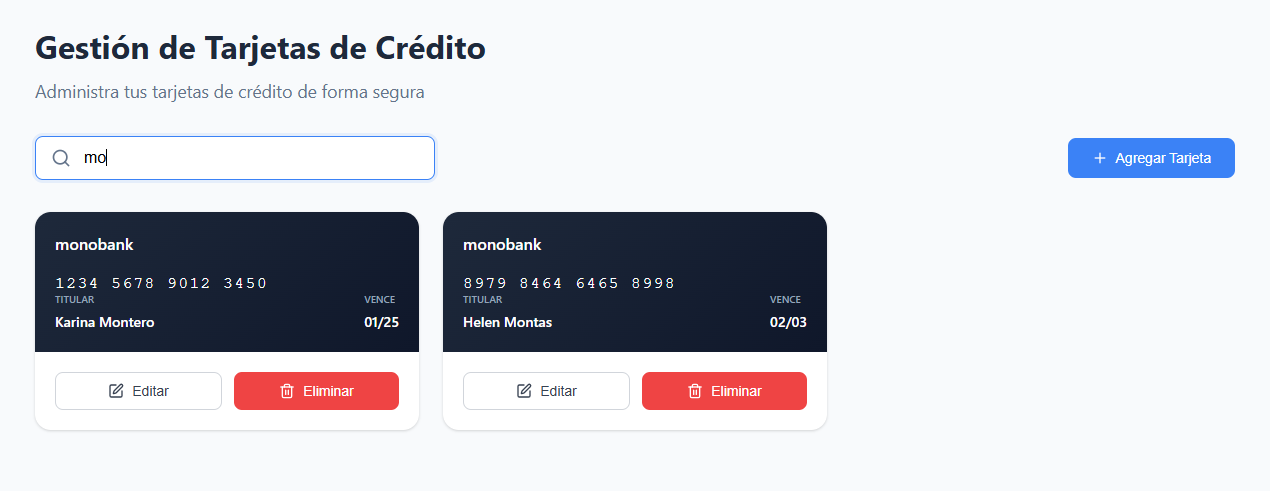 Gestión de Tarjetas de Crédito
Administra tus tarjetas de crédito de forma segura
mo
Agregar Tarjeta
monobank
1234 5678 9012 3450
TITULAR VENCE
Karina Montero 01/25
Editar Eliminar
monobank
8979 8464 6465 8998
TITULAR VENCE
Helen Montas 02/03
Editar Eliminar